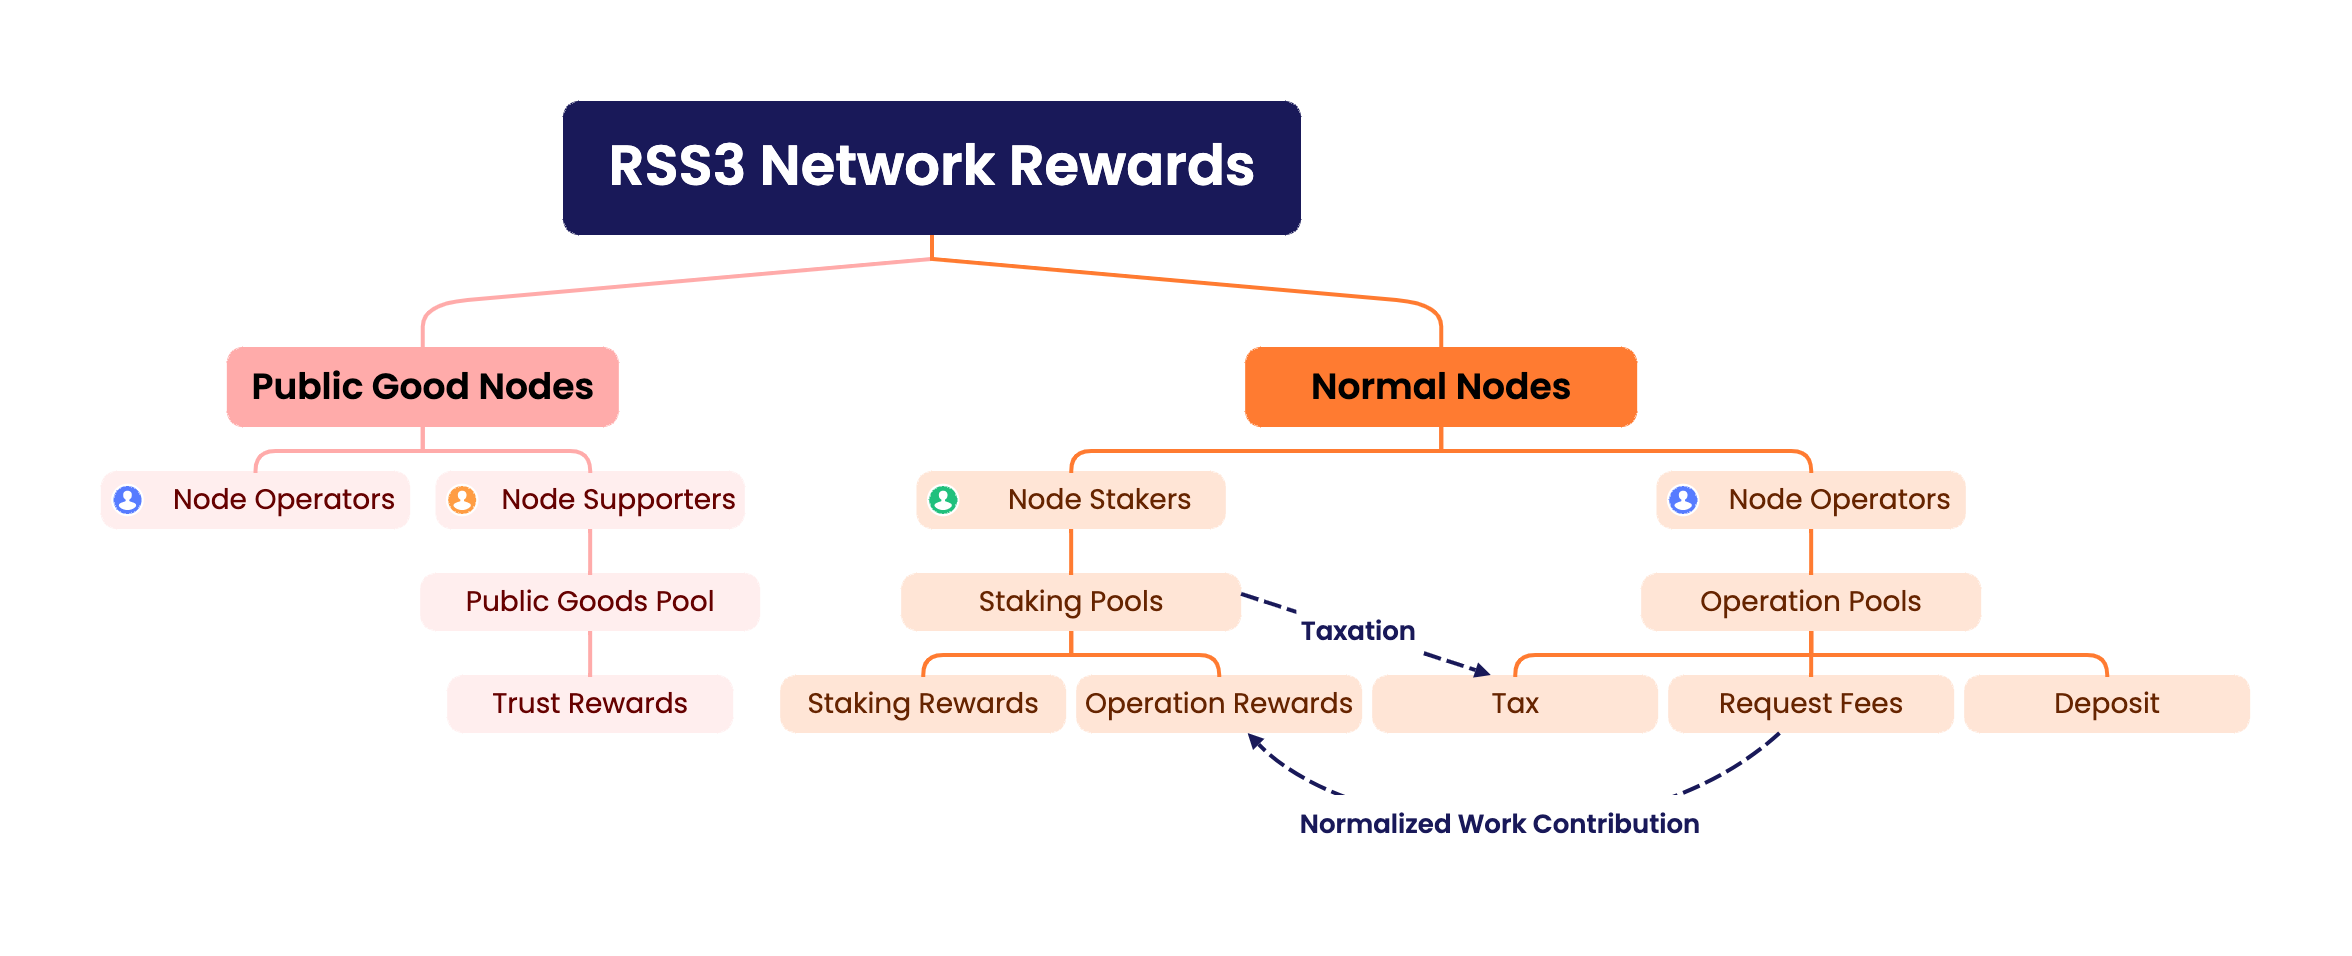 RSS3 Network Rewards
Public Good Nodes
Normal Nodes
Node Operators
Node Supporters
Node Stakers
Node Operators
Public Goods Pool
Staking Pools
Operation Pools
Taxation
Trust Rewards
Staking Rewards
Operation Rewards
Tax
Request Fees
Deposit
Normalized Work Contribution